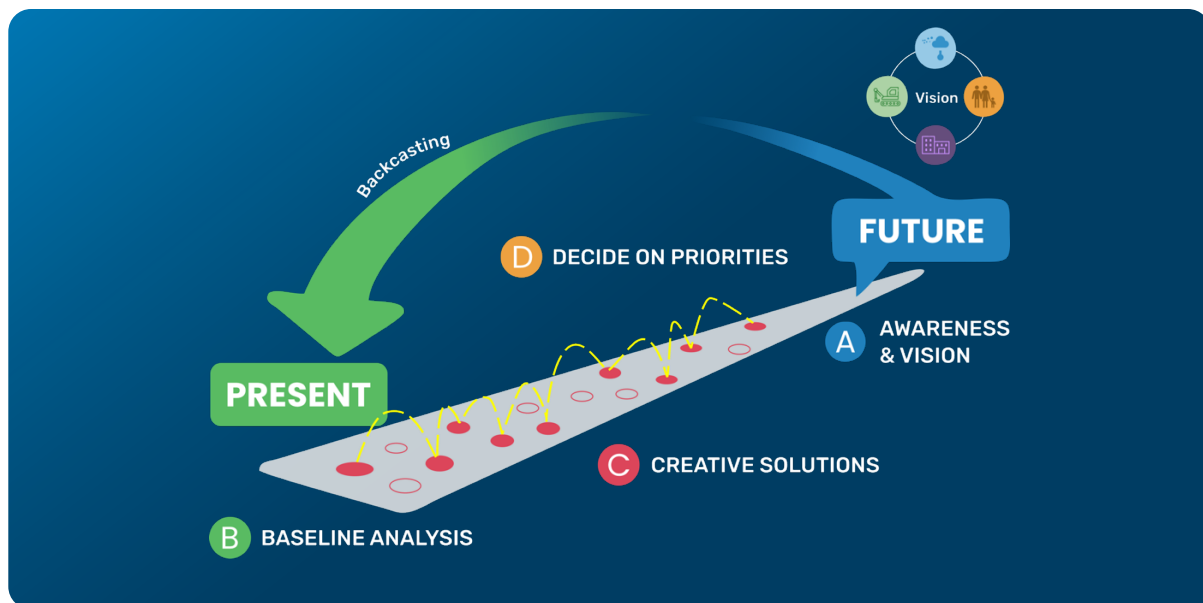 Vision
Backcasting
FUTURE
D DECIDE ON PRIORITIES
A AWARENESS
& VISION
PRESENT
C CREATIVE SOLUTIONS
B BASELINE ANALYSIS